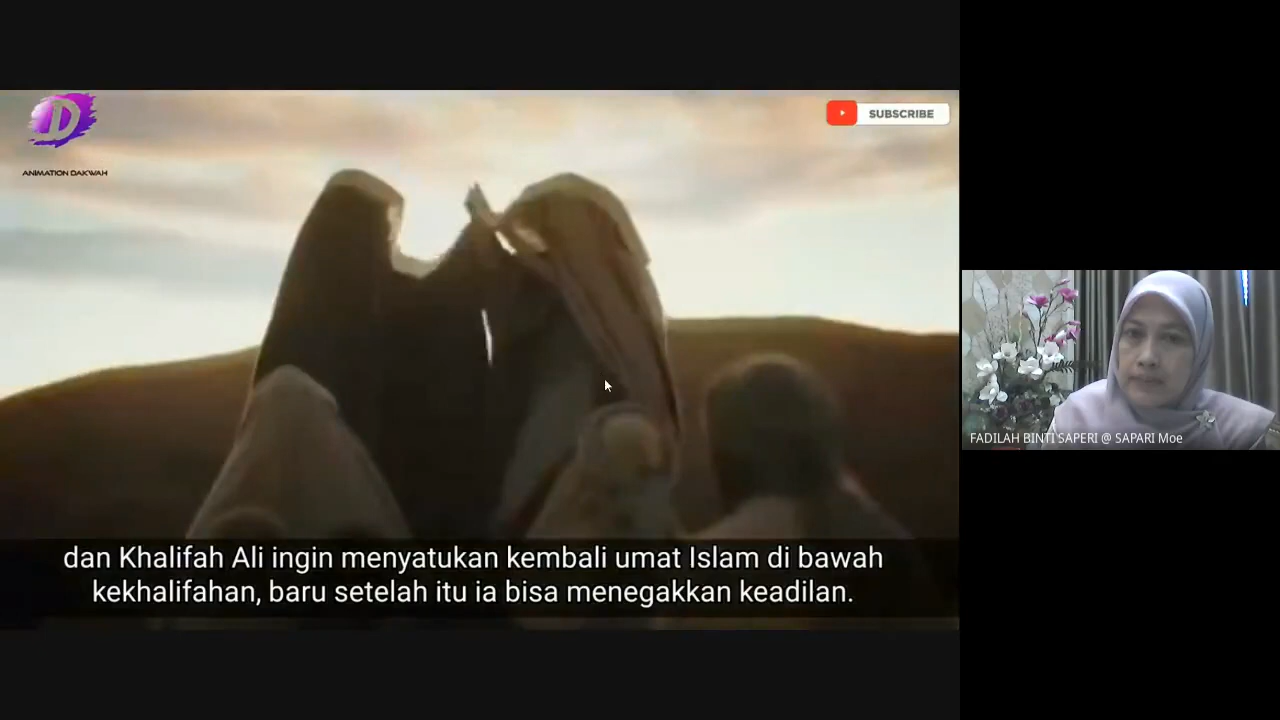 D
ANIMATION DAKWAH
SUBSCRIBE
FADILAH BINTI SAPERI @ SAPARI Moe
dan Khalifah Ali ingin menyatukan kembali umat Islam di bawah
kekhalifahan, baru setelah itu ia bisa menegakkan keadilan.